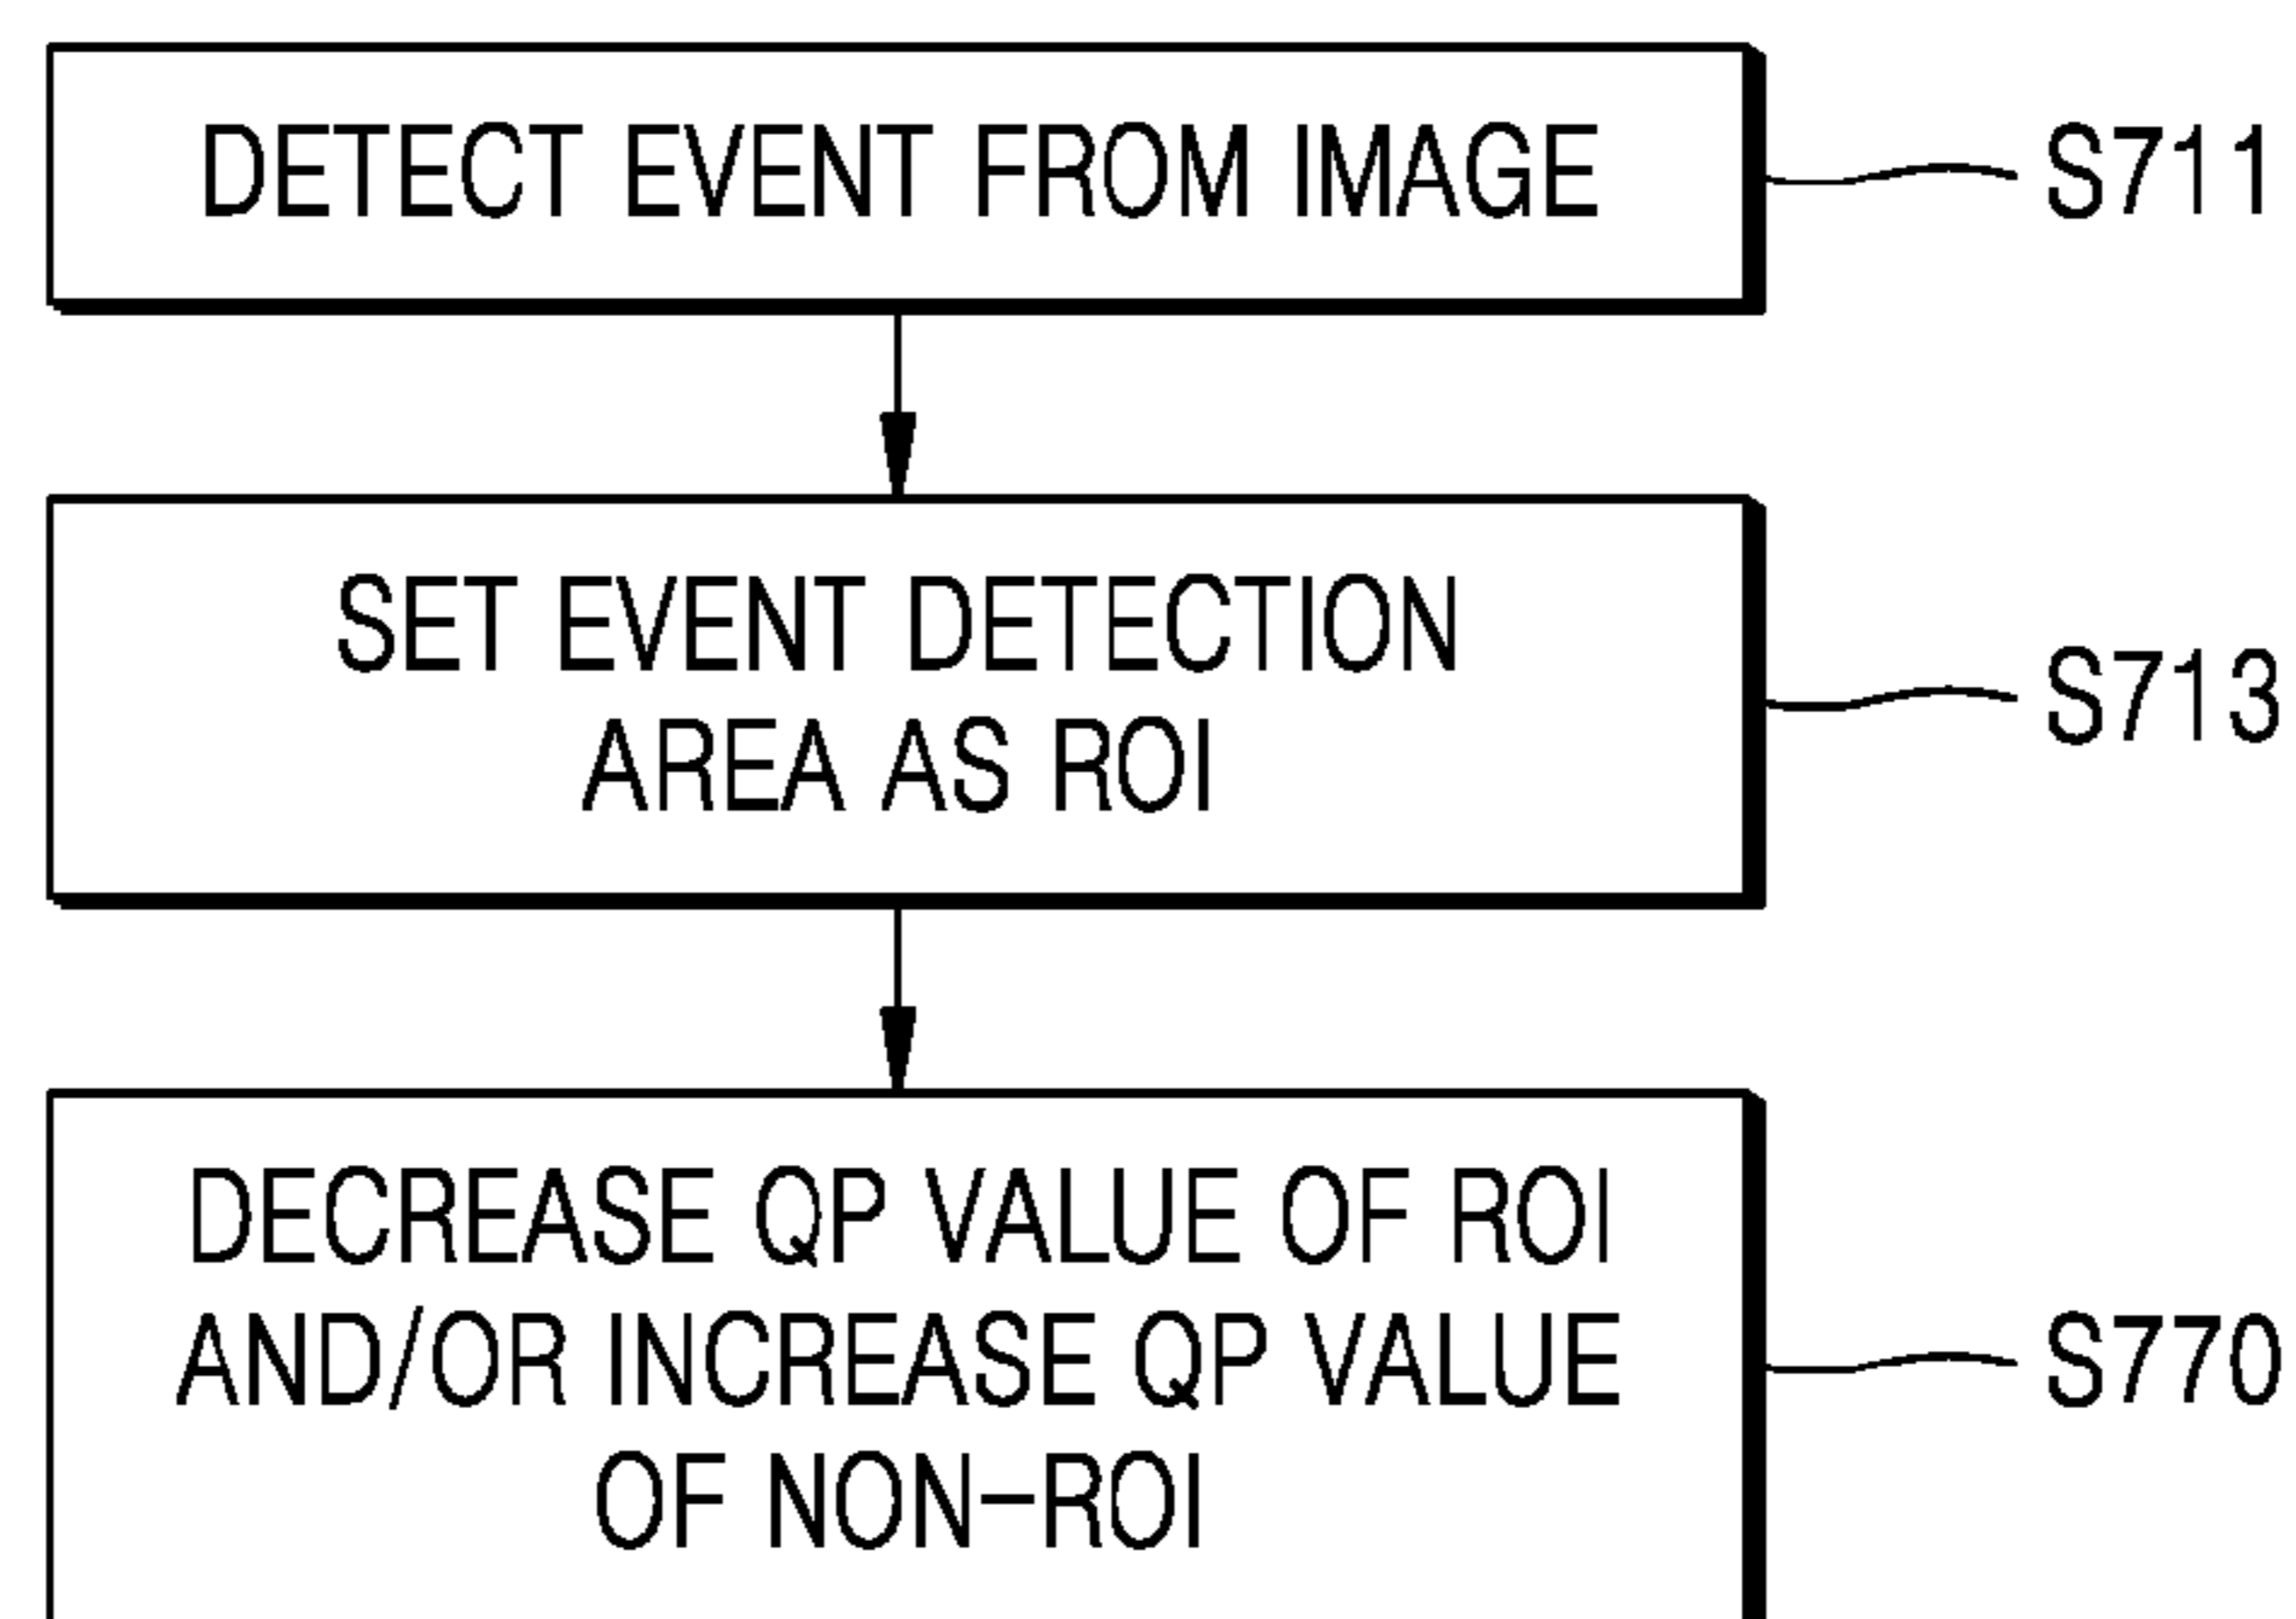 DETECT EVENT FROM IMAGE
S711
SET EVENT DETECTION
AREA AS ROI
S713
DECREASE QP VALUE OF ROI
AND/OR INCREASE QP VALUE
OF NON-ROI
S770